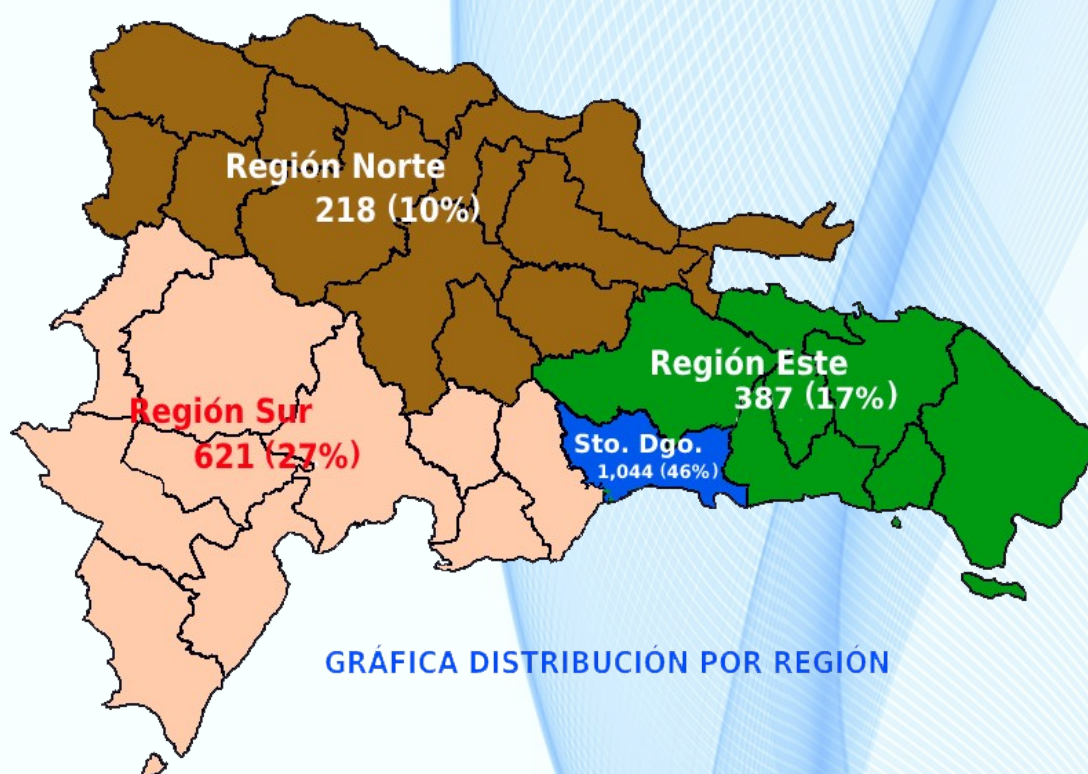 Región Norte
218 (10%)
Región Este
387 (17%)
Región Sur
621 (27%)
Sto. Dgo.
1,044 (46%)
GRÁFICA DISTRIBUCIÓN POR REGIÓN